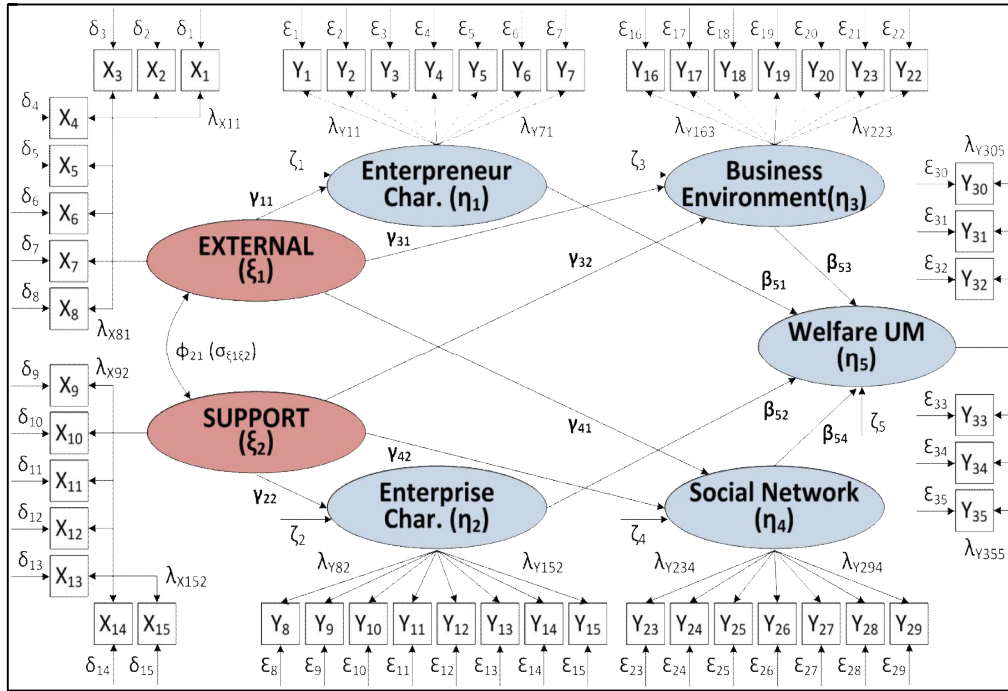 δ₃ δ₂ δ₁ ε₁ ε₂ ε₃ ε₄ ε₅ ε₆ ε₇ ε₁₆ ε₁₇ ε₁₈ ε₁₉ ε₂₀ ε₂₁ ε₂₂
X₃ X₂ X₁ Y₁ Y₂ Y₃ Y₄ Y₅ Y₆ Y₇ Y₁₆ Y₁₇ Y₁₈ Y₁₉ Y₂₀ Y₂₃ Y₂₂
δ₄ X₄ λX11 λY11 λY71 λY163 λY223
δ₅ X₅ ζ₁ Enterpreneur ζ₃ Business λY305
Char. (η₁) Environment(η₃) ε₃₀ Y₃₀
δ₆ X₆ γ₁₁
EXTERNAL γ₃₁ ε₃₁ Y₃₁
δ₇ X₇ (ξ₁) γ₃₂ β₅₃ ε₃₂ Y₃₂
δ₈ X₈ β₅₁
λX81 Welfare UM
ϕ₂₁ (σξ1ξ2) (η₅)
δ₉ X₉ λX92
SUPPORT β₅₂ ε₃₃ Y₃₃
δ₁₀ X₁₀ (ξ₂) γ₄₁ β₅₄ ζ₅
γ₄₂ ε₃₄ Y₃₄
δ₁₁ X₁₁ γ₂₂ Enterprise Social Network
Char. (η₂) (η₄) ε₃₅ Y₃₅
δ₁₂ X₁₂ ζ₂ ζ₄
δ₁₃ X₁₃ λX152 λY82 λY152 λY234 λY294 λY355
X₁₄ X₁₅ Y₈ Y₉ Y₁₀ Y₁₁ Y₁₂ Y₁₃ Y₁₄ Y₁₅ Y₂₃ Y₂₄ Y₂₅ Y₂₆ Y₂₇ Y₂₈ Y₂₉
δ₁₄ δ₁₅ ε₈ ε₉ ε₁₀ ε₁₁ ε₁₂ ε₁₃ ε₁₄ ε₁₅ ε₂₃ ε₂₄ ε₂₅ ε₂₆ ε₂₇ ε₂₈ ε₂₉